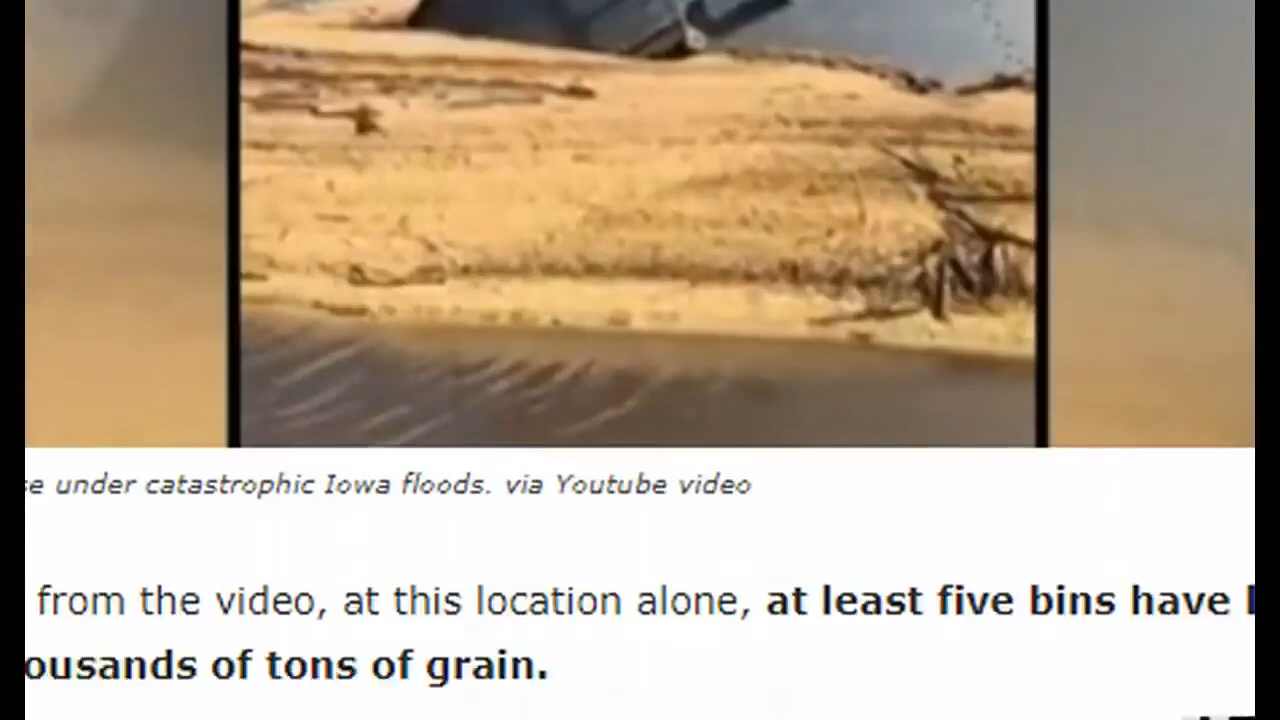 se under catastrophic Iowa floods. via Youtube video
from the video, at this location alone, at least five bins have
ousands of tons of grain.